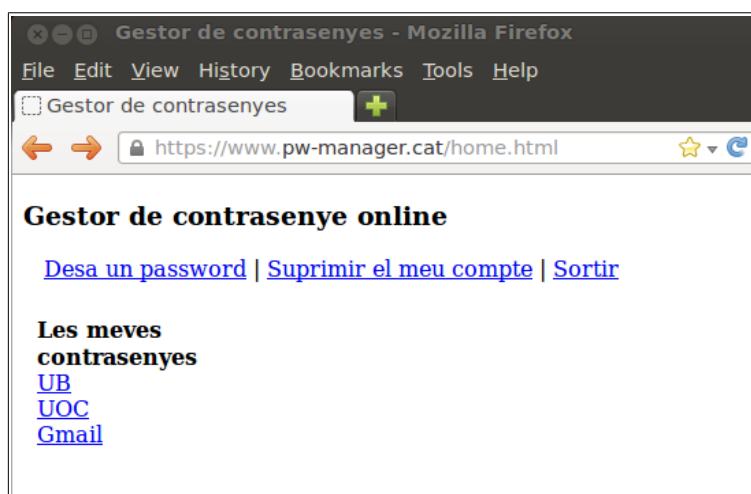 Gestor de contrasenyes - Mozilla Firefox
File Edit View History Bookmarks Tools Help
Gestor de contrasenyes
https://www.pw-manager.cat/home.html
Gestor de contrasenye online
Desa un password | Suprimir el meu compte | Sortir
Les meves
contrasenyes
UB
UOC
Gmail